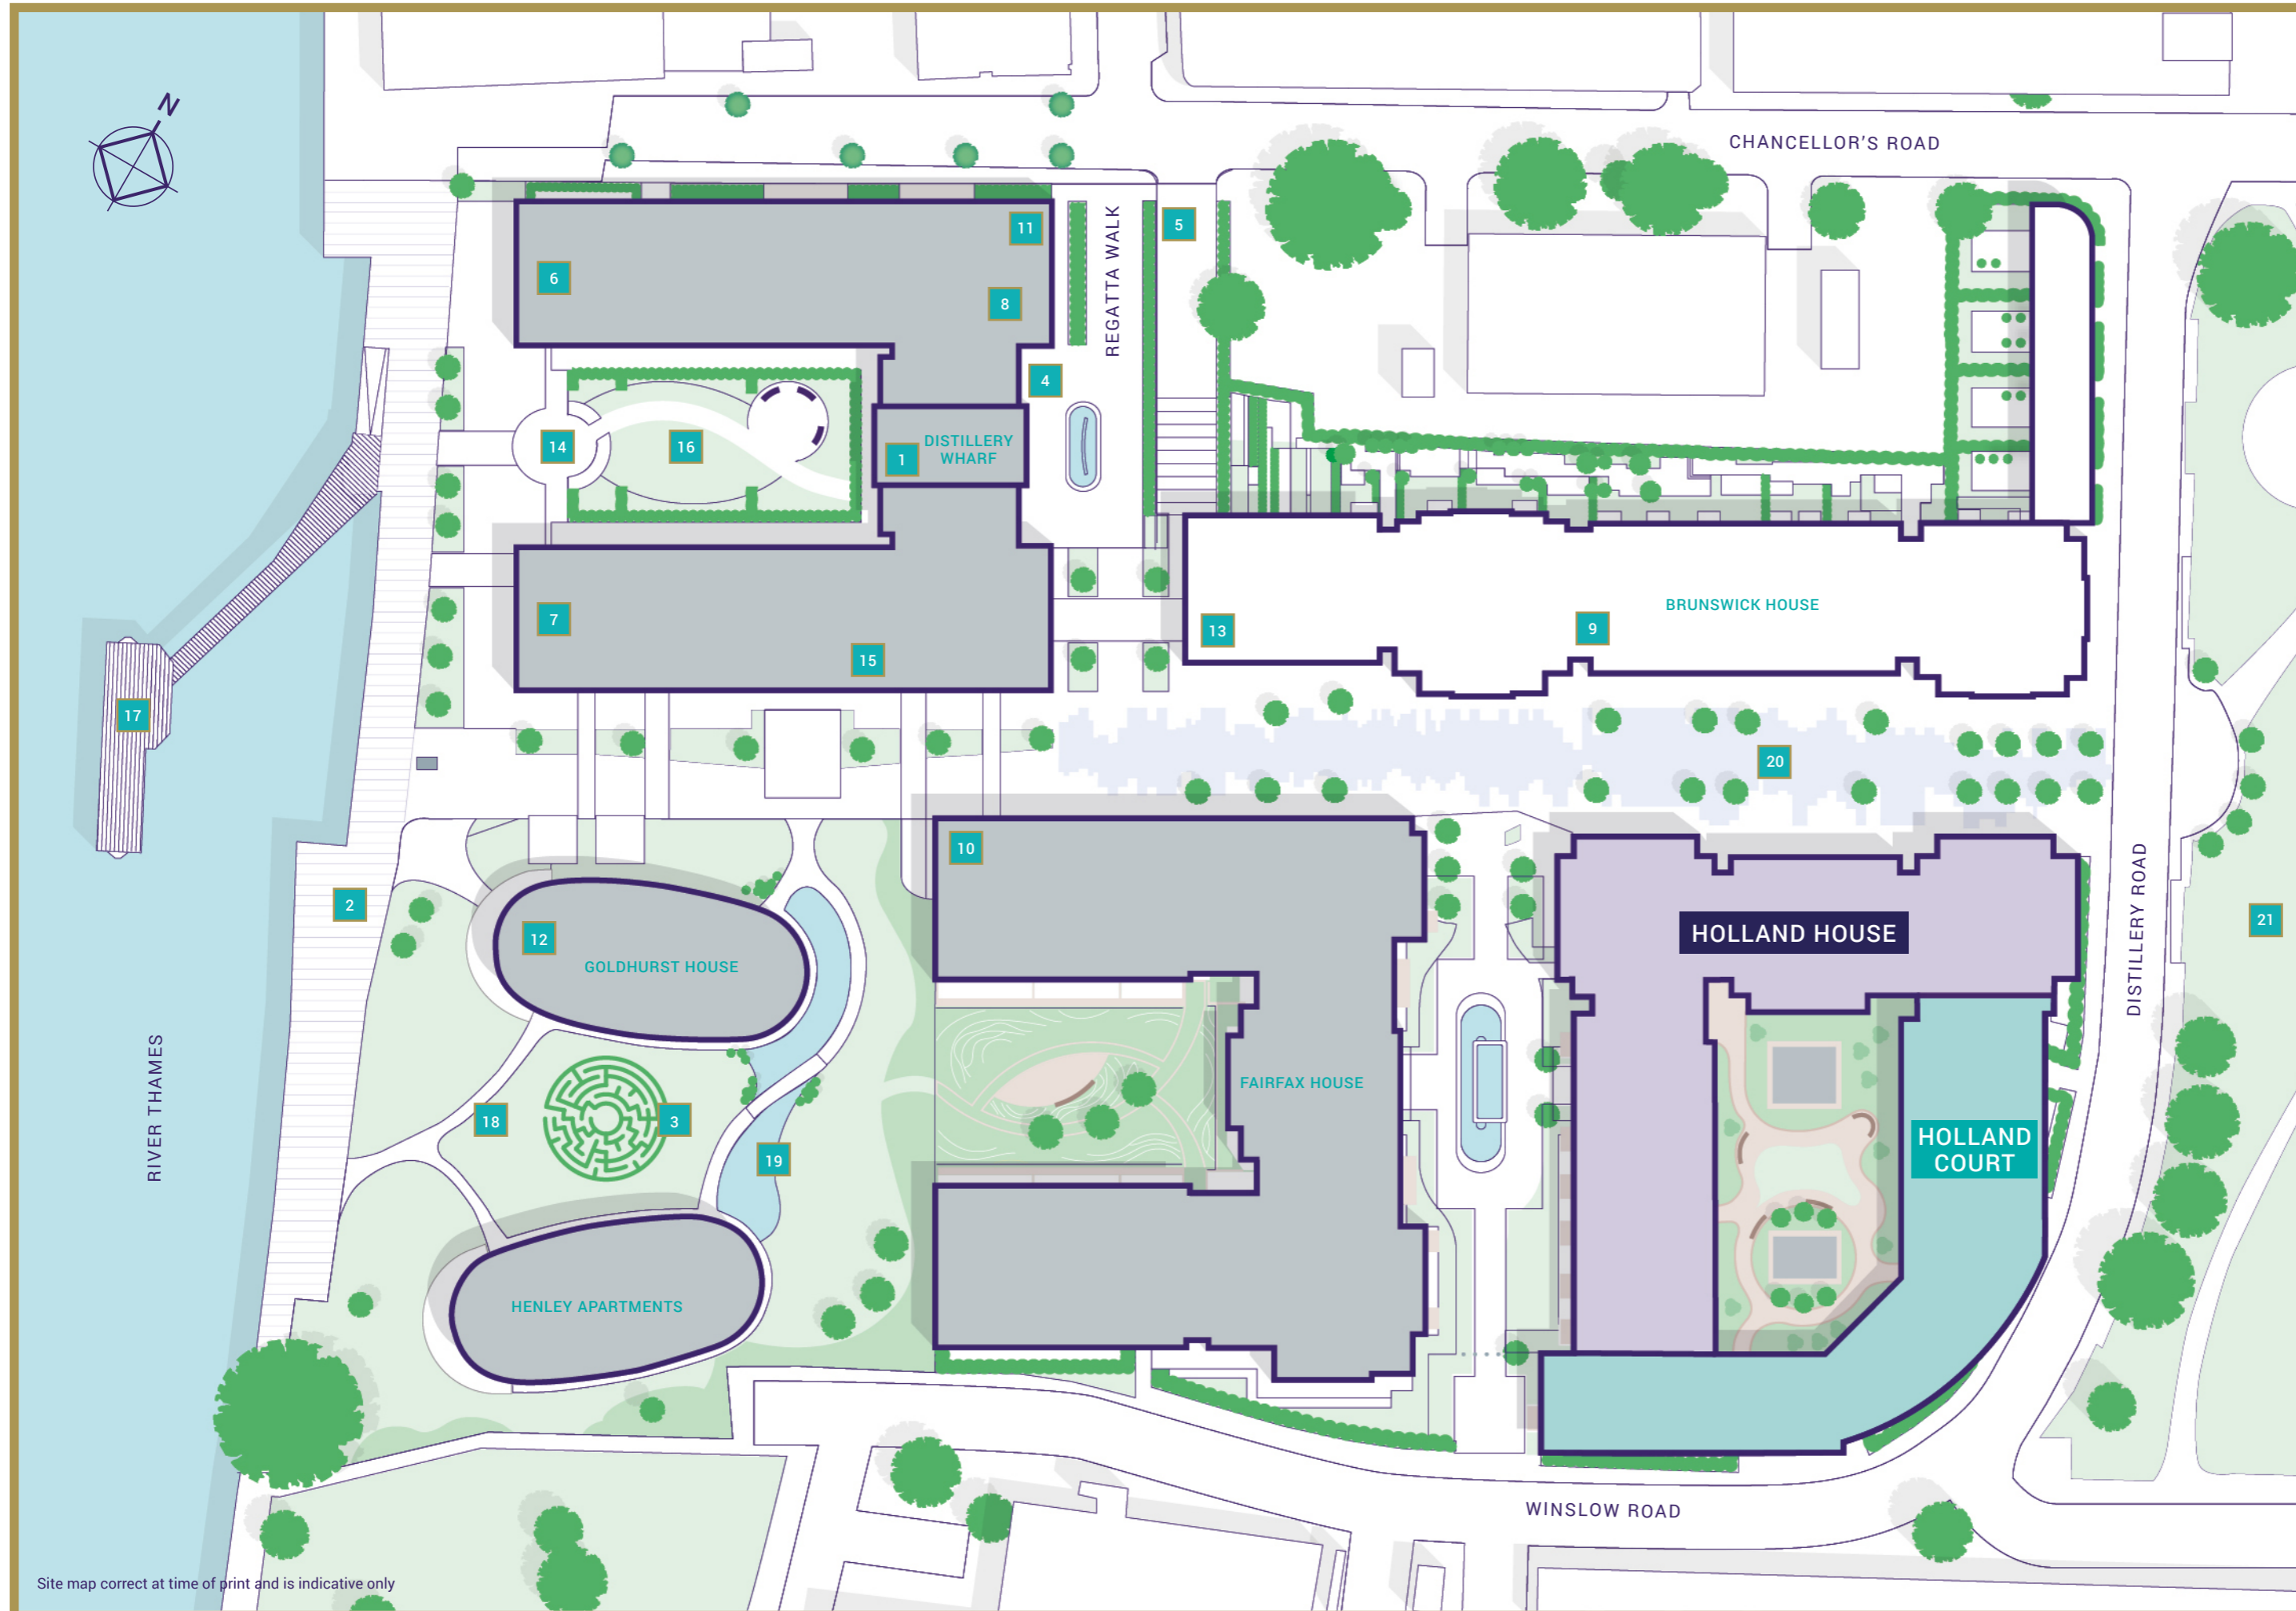 N
CHANCELLOR'S ROAD
REGATTA WALK
5
11
6
8
4
14
16
1
DISTILLERY
WHARF
7
15
13
9
BRUNSWICK HOUSE
17
20
10
2
12
GOLDHURST HOUSE
HOLLAND HOUSE
DISTILLERY ROAD
21
RIVER THAMES
18
3
19
FAIRFAX HOUSE
HOLLAND
COURT
HENLEY APARTMENTS
WINSLOW ROAD
Site map correct at time of print and is indicative only